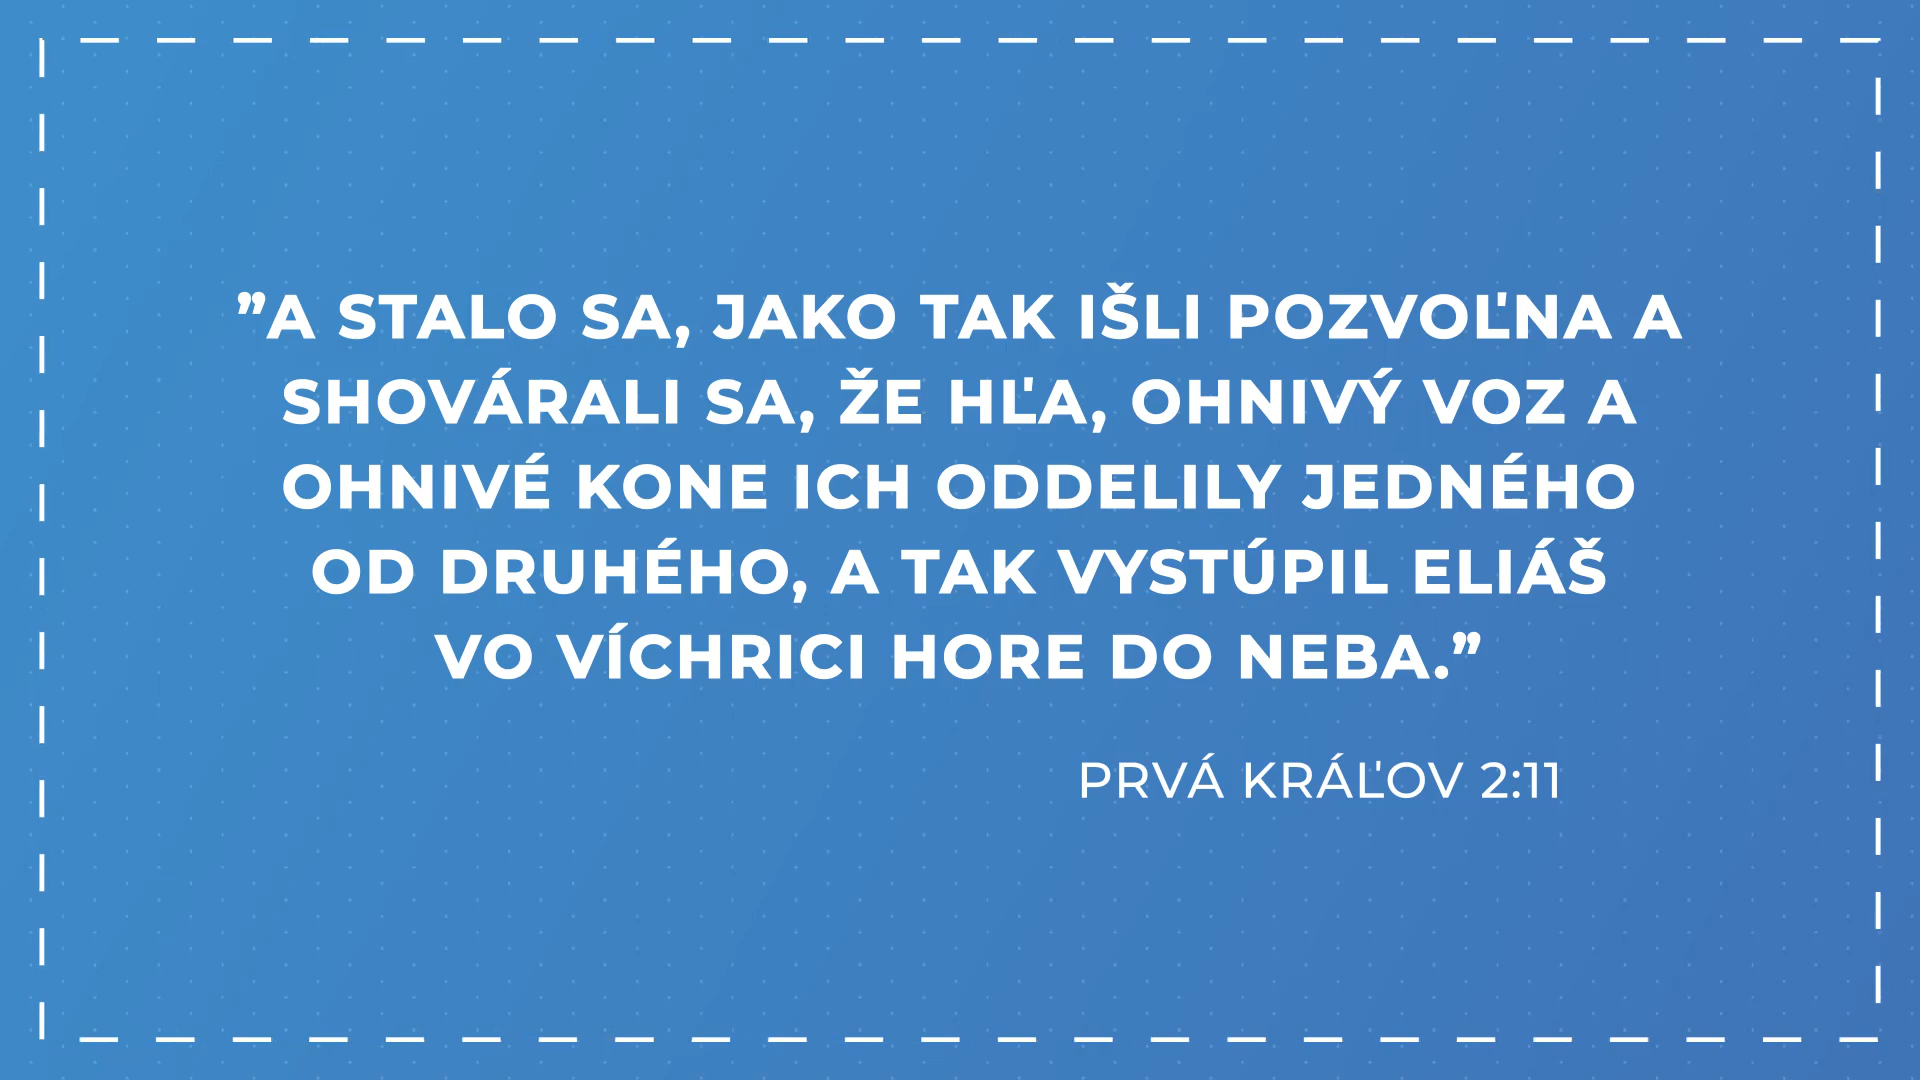 ”A STALO SA, JAKO TAK IŠLI POZVOĽNA A
SHOVÁRALI SA, ŽE HĽA, OHNIVÝ VOZ A
OHNIVÉ KONE ICH ODDELILY JEDNÉHO
OD DRUHÉHO, A TAK VYSTÚPIL ELIÁŠ
VO VÍCHRICI HORE DO NEBA.”
PRVÁ KRÁĽOV 2:11